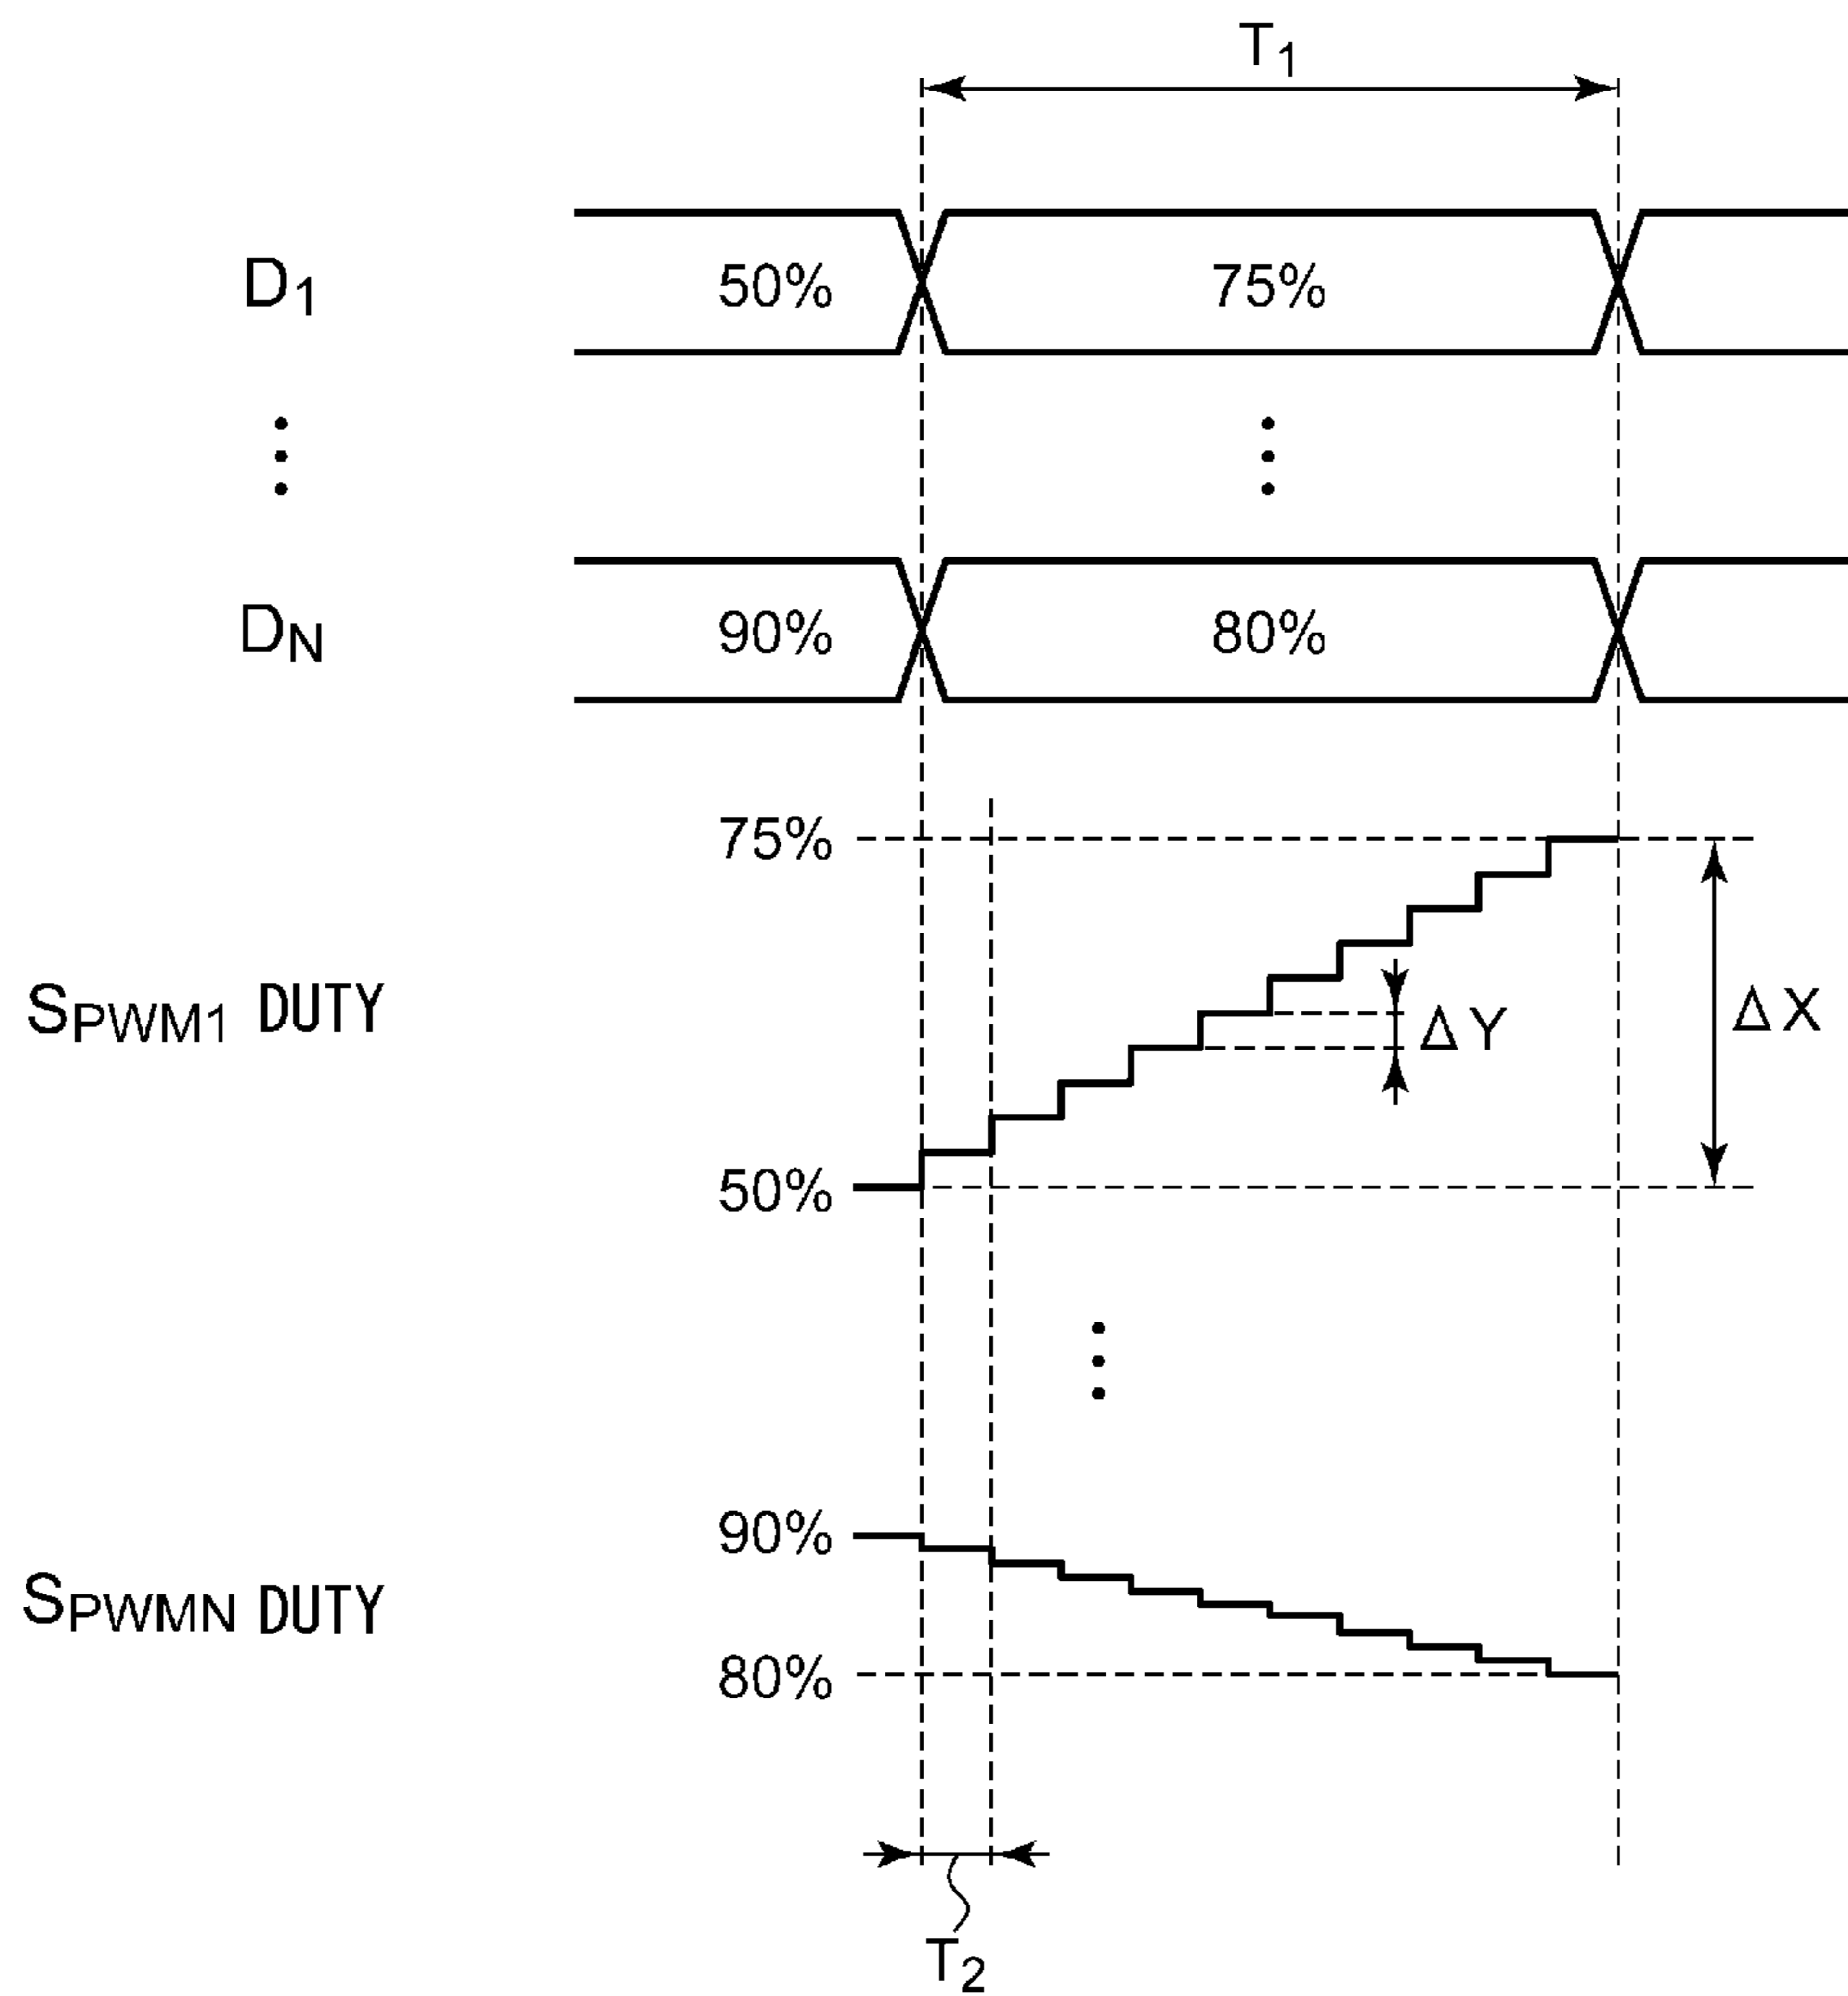 T1
D1 50% 75%
DN 90% 80%
75%
SPWM1 DUTY ΔY ΔX
50%
90%
SPWMN DUTY
80%
T2